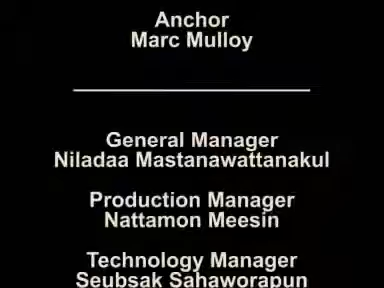 Anchor
Marc Mulloy
General Manager
Niladaa Mastanawattanakul
Production Manager
Nattamon Meesin
Technology Manager
Seubsak Sahaworapun